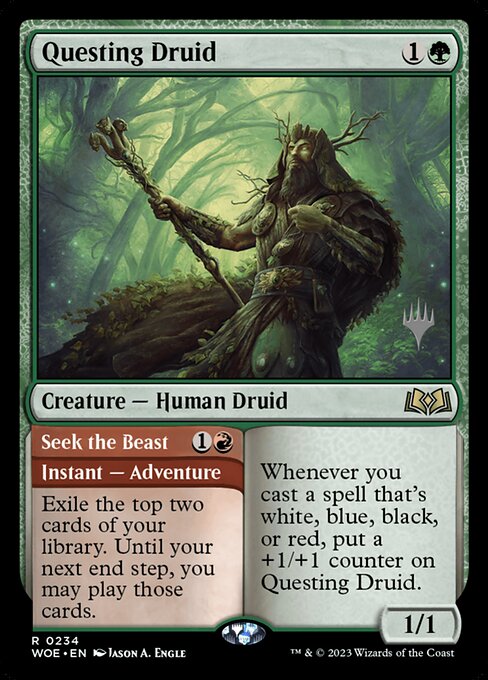 Questing Druid 1
Creature — Human Druid
Seek the Beast 1
Instant — Adventure
Exile the top two
cards of your
library. Until your
next end step, you
may play those
cards.
Whenever you
cast a spell that's
white, blue, black,
or red, put a
+1/+1 counter on
Questing Druid.
1/1
R 0234
WOE • EN Jason A. Engle
™ & © 2023 Wizards of the Coast